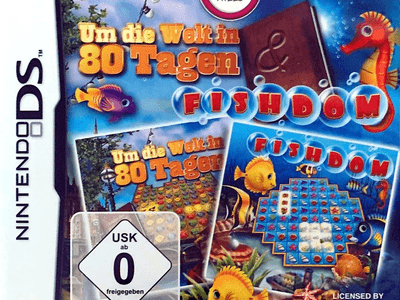 NINTENDO DS™
Um die Welt in
80 Tagen
&
FISHDOM
Um die Welt in
80 Tagen
FISHDOM
USK
ab
0
freigegeben
LICENSED BY